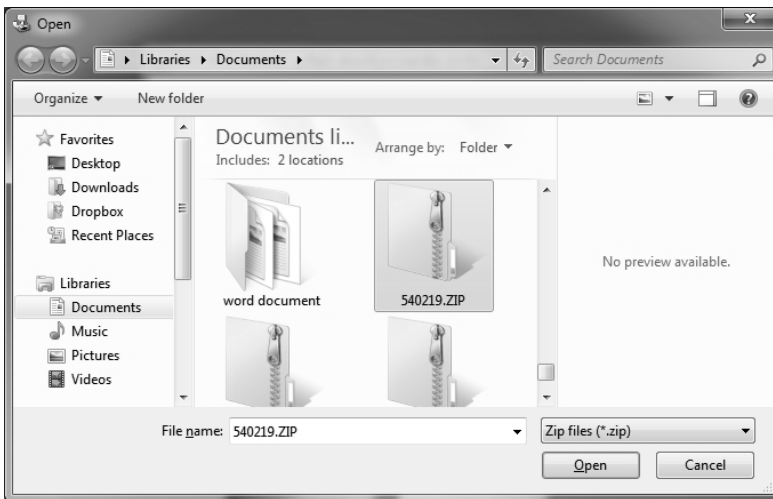 Open
Libraries Documents
Search Documents
Organize New folder
Favorites
Desktop
Downloads
Dropbox
Recent Places
Libraries
Documents
Music
Pictures
Videos
Documents li...
Includes: 2 locations
Arrange by: Folder
word document
540219.ZIP
No preview available.
File name: 540219.ZIP
Zip files (*.zip)
Open Cancel